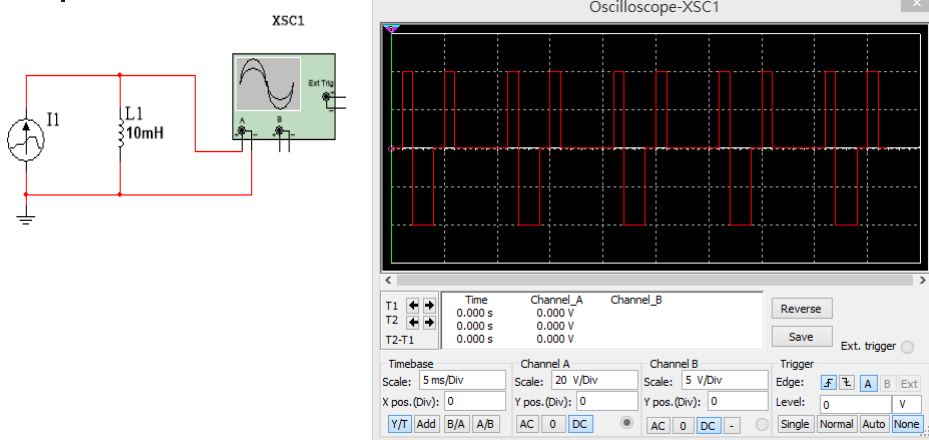 XSC1
Ext Trig
A
B
I1
L1
10mH
Oscilloscope-XSC1
T1
T2
T2-T1
Time Channel_A Channel_B
0.000 s 0.000 V
0.000 s 0.000 V
0.000 s 0.000 V
Reverse
Save
Ext. trigger
Timebase
Scale: 5 ms/Div
X pos.(Div): 0
Y/T Add B/A A/B
Channel A
Scale: 20 V/Div
Y pos.(Div): 0
AC 0 DC
Channel B
Scale: 5 V/Div
Y pos.(Div): 0
AC 0 DC -
Trigger
Edge: A B Ext
Level: 0 V
Single Normal Auto None